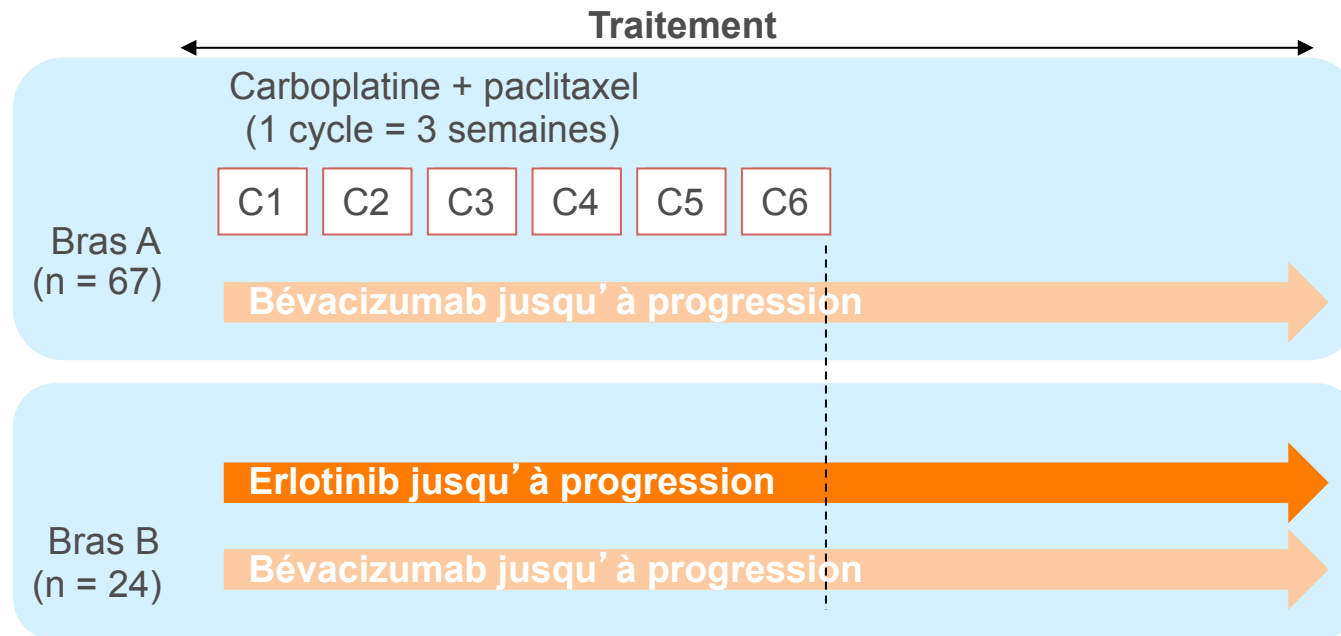 Traitement
Carboplatine + paclitaxel
(1 cycle = 3 semaines)
C1 C2 C3 C4 C5 C6
Bras A
(n = 67)
Bévacizumab jusqu’ à progression
Erlotinib jusqu’ à progression
Bras B
(n = 24)
Bévacizumab jusqu’ à progression